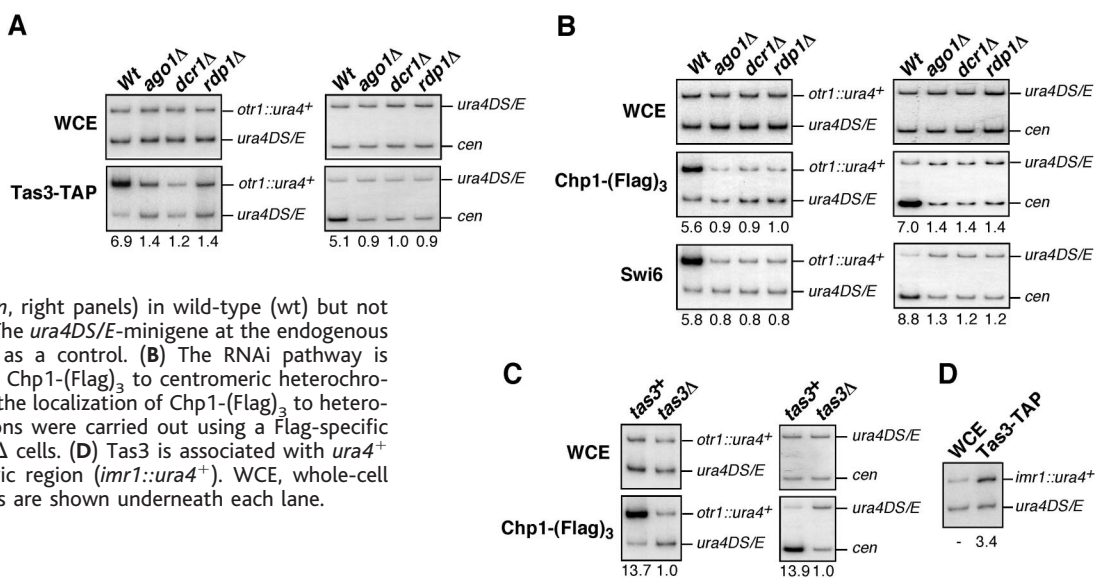 A
Wt ago1Δ dcr1Δ rdp1Δ Wt ago1Δ dcr1Δ rdp1Δ
WCE otr1::ura4+ ura4DS/E
ura4DS/E cen
Tas3-TAP otr1::ura4+ ura4DS/E
ura4DS/E cen
6.9 1.4 1.2 1.4 5.1 0.9 1.0 0.9
B
Wt ago1Δ dcr1Δ rdp1Δ Wt ago1Δ dcr1Δ rdp1Δ
WCE otr1::ura4+ ura4DS/E
ura4DS/E cen
Chp1-(Flag)3 otr1::ura4+ ura4DS/E
ura4DS/E cen
5.6 0.9 0.9 1.0 7.0 1.4 1.4 1.4
Swi6 otr1::ura4+ ura4DS/E
ura4DS/E cen
5.8 0.8 0.8 0.8 8.8 1.3 1.2 1.2
n, right panels) in wild-type (wt) but not
he ura4DS/E-minigene at the endogenous
as a control. (B) The RNAi pathway is
Chp1-(Flag)3 to centromeric heterochro-
the localization of Chp1-(Flag)3 to hetero-
ons were carried out using a Flag-specific
Δ cells. (D) Tas3 is associated with ura4+
ic region (imr1::ura4+). WCE, whole-cell
s are shown underneath each lane.
C
tas3+ tas3Δ tas3+ tas3Δ
WCE otr1::ura4+ ura4DS/E
ura4DS/E cen
Chp1-(Flag)3 otr1::ura4+ ura4DS/E
ura4DS/E cen
13.7 1.0 13.9 1.0
D
WCE Tas3-TAP
imr1::ura4+
ura4DS/E
- 3.4